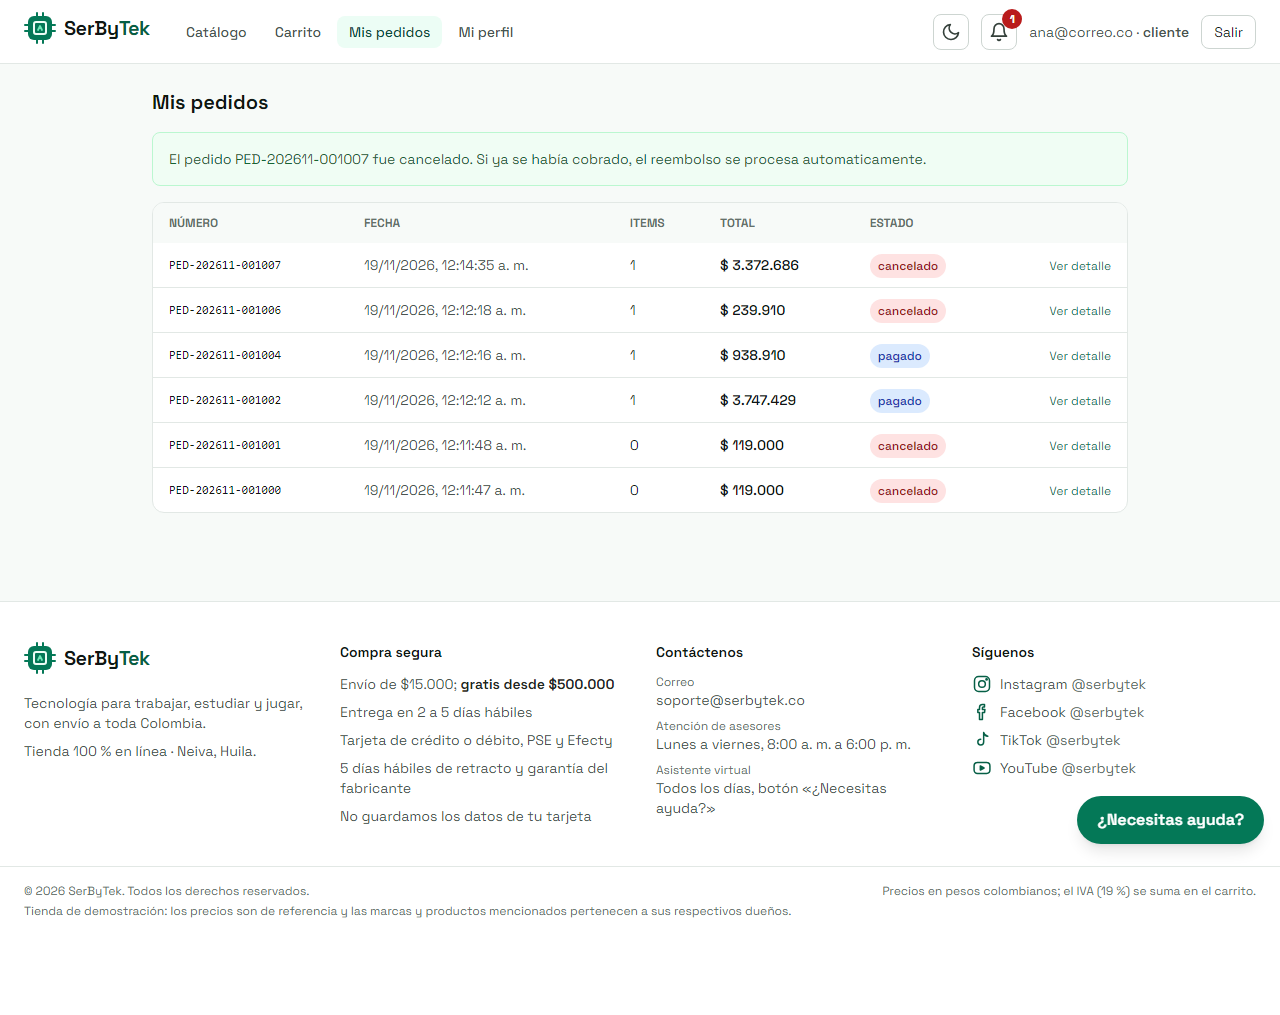 SerByTek
Catálogo
Carrito
Mis pedidos
Mi perfil
1
ana@correo.co · cliente
Salir
Mis pedidos
El pedido PED-202611-001007 fue cancelado. Si ya se había cobrado, el reembolso se procesa automaticamente.
NÚMERO FECHA ITEMS TOTAL ESTADO
PED-202611-001007 19/11/2026, 12:14:35 a. m. 1 $ 3.372.686 cancelado Ver detalle
PED-202611-001006 19/11/2026, 12:12:18 a. m. 1 $ 239.910 cancelado Ver detalle
PED-202611-001004 19/11/2026, 12:12:16 a. m. 1 $ 938.910 pagado Ver detalle
PED-202611-001002 19/11/2026, 12:12:12 a. m. 1 $ 3.747.429 pagado Ver detalle
PED-202611-001001 19/11/2026, 12:11:48 a. m. 0 $ 119.000 cancelado Ver detalle
PED-202611-001000 19/11/2026, 12:11:47 a. m. 0 $ 119.000 cancelado Ver detalle
SerByTek
Tecnología para trabajar, estudiar y jugar,
con envío a toda Colombia.
Tienda 100 % en línea · Neiva, Huila.
Compra segura
Envío de $15.000; gratis desde $500.000
Entrega en 2 a 5 días hábiles
Tarjeta de crédito o débito, PSE y Efecty
5 días hábiles de retracto y garantía del
fabricante
No guardamos los datos de tu tarjeta
Contáctenos
Correo
soporte@serbytek.co
Atención de asesores
Lunes a viernes, 8:00 a. m. a 6:00 p. m.
Asistente virtual
Todos los días, botón «¿Necesitas
ayuda?»
Síguenos
Instagram @serbytek
Facebook @serbytek
TikTok @serbytek
YouTube @serbytek
¿Necesitas ayuda?
© 2026 SerByTek. Todos los derechos reservados.
Tienda de demostración: los precios son de referencia y las marcas y productos mencionados pertenecen a sus respectivos dueños.
Precios en pesos colombianos; el IVA (19 %) se suma en el carrito.